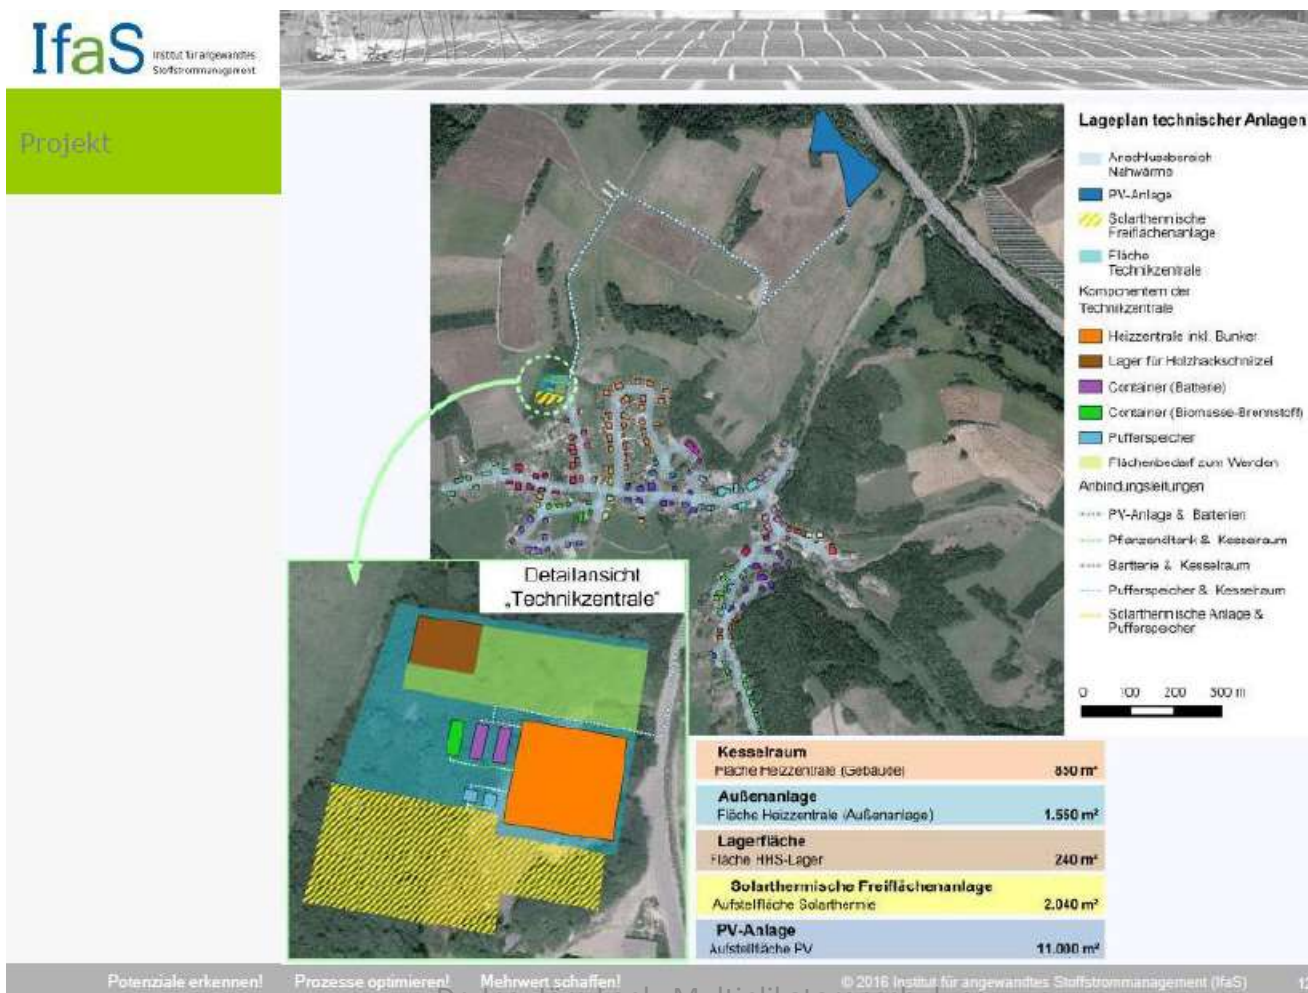 IfaS
Institut für angewandtes
Stoffstrommanagement
Projekt
Lageplan technischer Anlagen
Anschlussbereich
Nahwärme
PV-Anlage
Solarthermische
Freiflächenanlage
Fläche
Technikzentrale
Komponentern der
Technikzentrale
Heizzentrale inkl. Bunker
Lager für Holzhackschnitzel
Container (Batterie)
Container (Biomasse-Brennstoff)
Pufferspeicher
Flächenbedarf zum Wenden
Anbindungsleitungen
PV-Anlage & Batterien
Pflanzenöltank & Kesselraum
Bartterie & Kesselraum
Pufferspeicher & Kesselraum
Solarthermische Anlage &
Pufferspeicher
0 100 200 300 m
Detailansicht
„Technikzentrale“
Kesselraum
Fläche Heizzentrale (Gebäude) 850 m²
Außenanlage
Fläche Heizzentrale (Außenanlage) 1.550 m²
Lagerfläche
Fläche HHS-Lager 240 m²
Solarthermische Freiflächenanlage
Aufstellfläche Solarthermie 2.040 m²
PV-Anlage
Aufstellfläche PV 11.000 m²
Potenziale erkennen! Prozesse optimieren! Mehrwert schaffen! © 2016 Institut für angewandtes Stoffstrommanagement (IfaS)